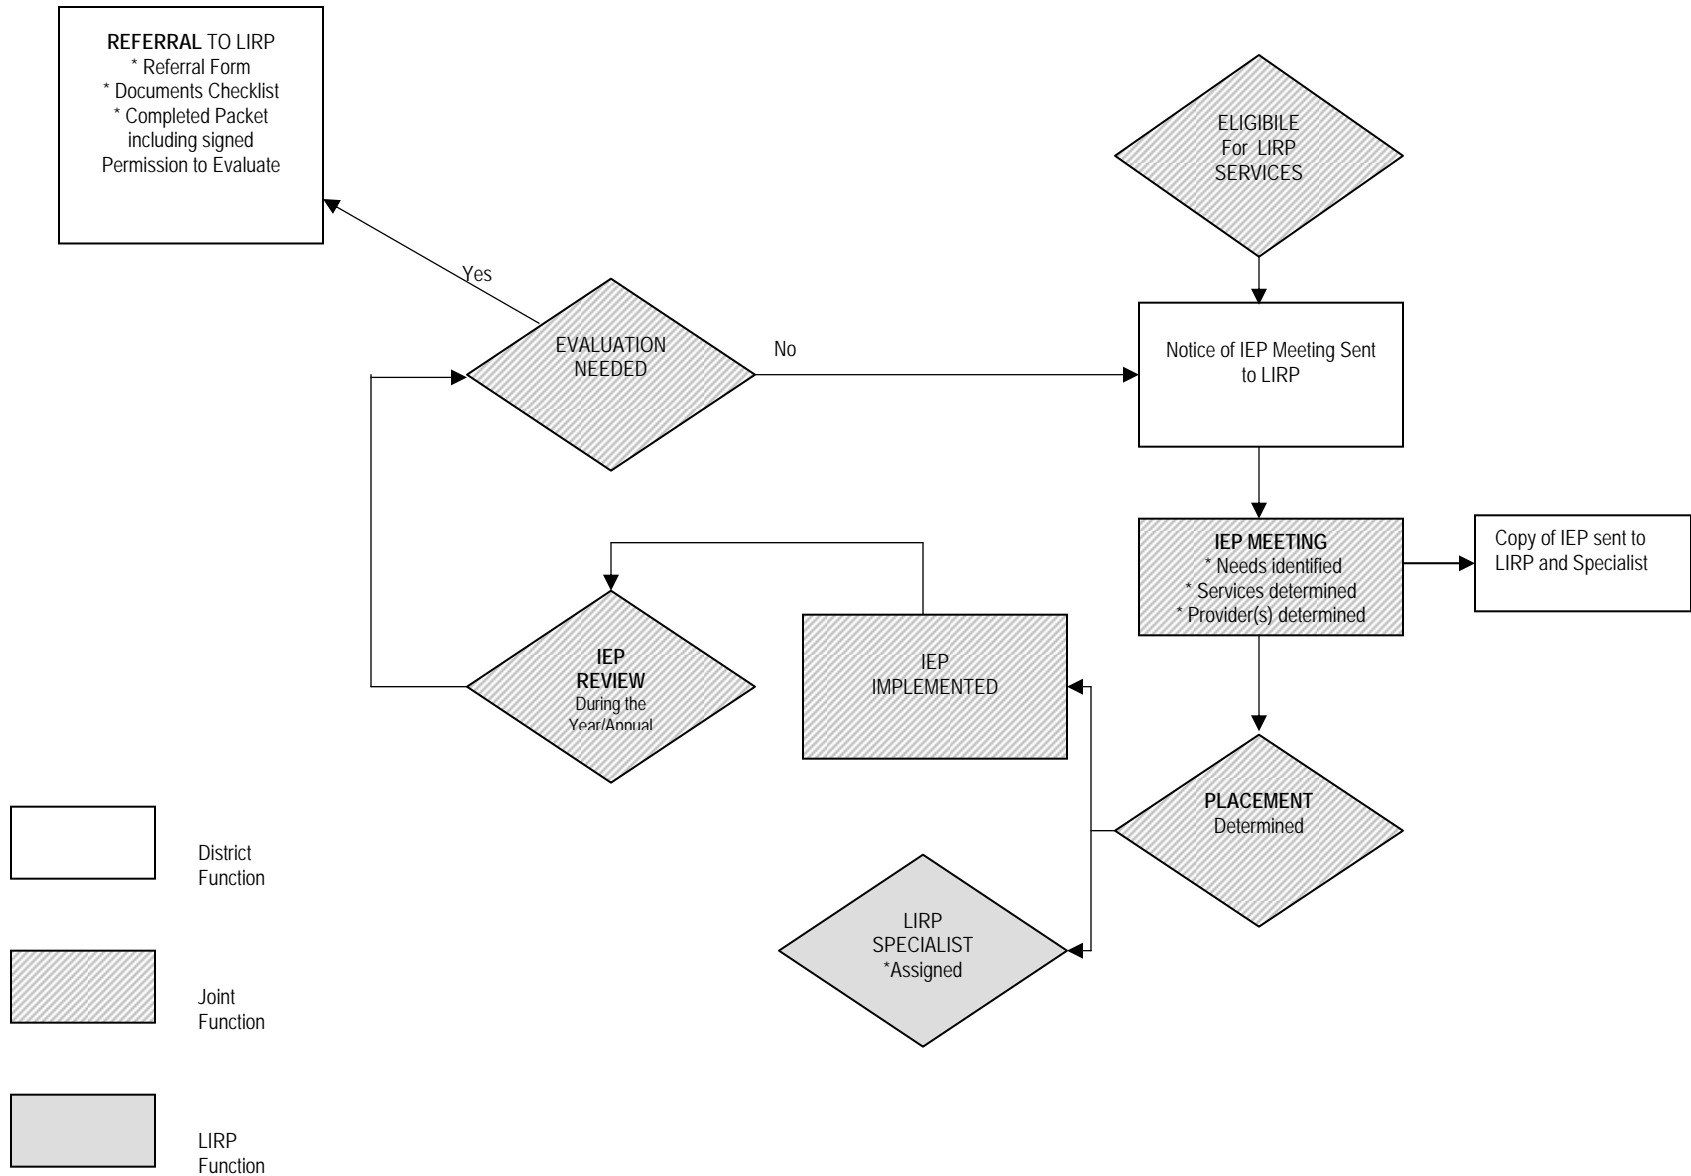 REFERRAL TO LIRP
* Referral Form
* Documents Checklist
* Completed Packet
including signed
Permission to Evaluate
ELIGIBILE
For LIRP
SERVICES
Yes
EVALUATION
NEEDED
No
Notice of IEP Meeting Sent
to LIRP
IEP MEETING
* Needs identified
* Services determined
* Provider(s) determined
Copy of IEP sent to
LIRP and Specialist
IEP
REVIEW
During the
Year/Annual
IEP
IMPLEMENTED
PLACEMENT
Determined
LIRP
SPECIALIST
*Assigned
District
Function
Joint
Function
LIRP
Function